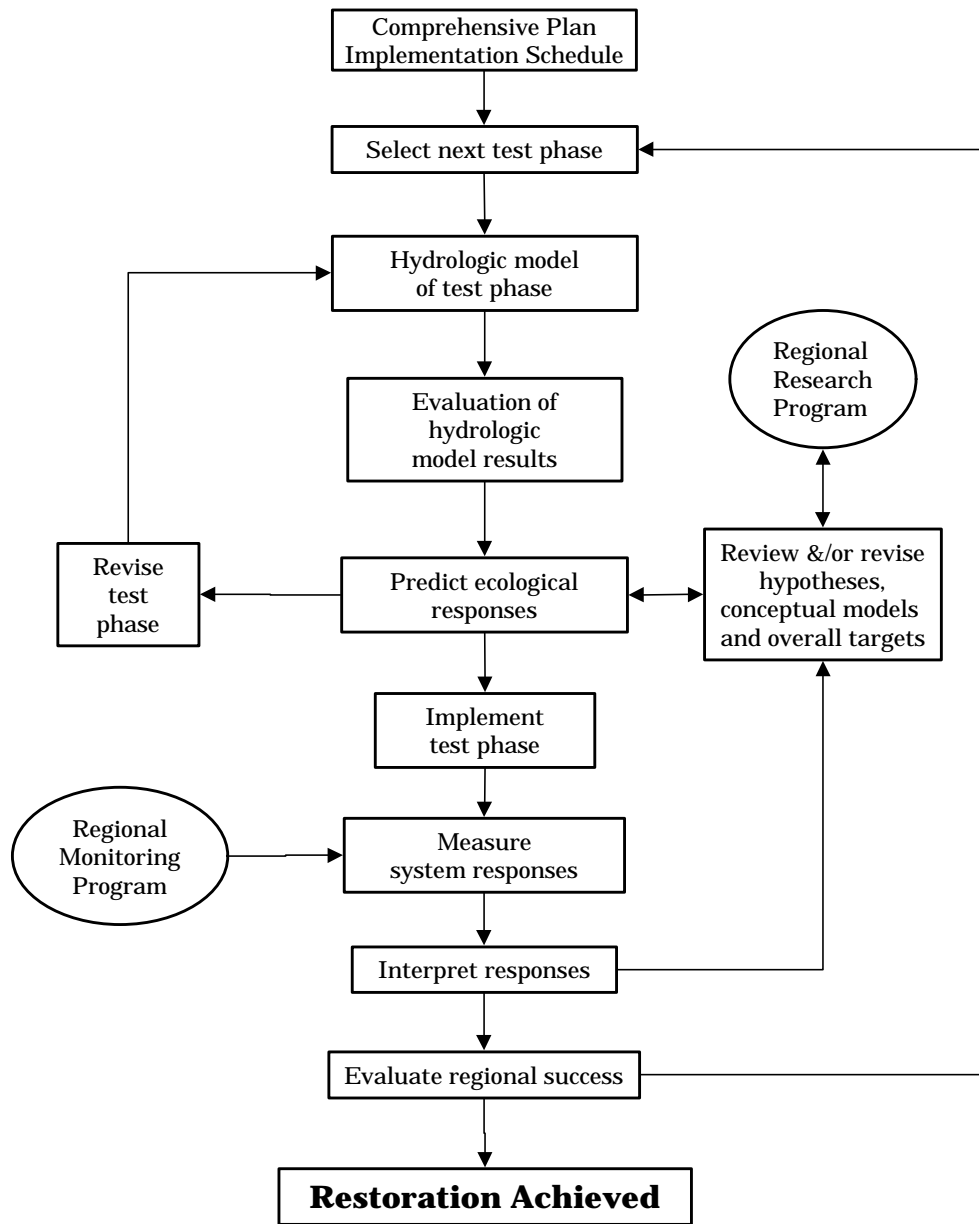 Comprehensive Plan
Implementation Schedule
Select next test phase
Hydrologic model
of test phase
Regional
Research
Program
Evaluation of
hydrologic
model results
Revise
test
phase
Predict ecological
responses
Review &/or revise
hypotheses,
conceptual models
and overall targets
Implement
test phase
Regional
Monitoring
Program
Measure
system responses
Interpret responses
Evaluate regional success
Restoration Achieved